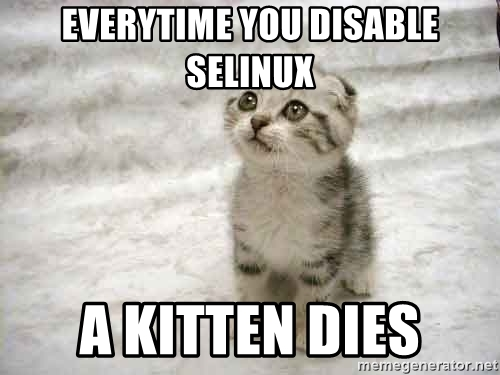 EVERYTIME YOU DISABLE
SELINUX
A KITTEN DIES
memegenerator.net